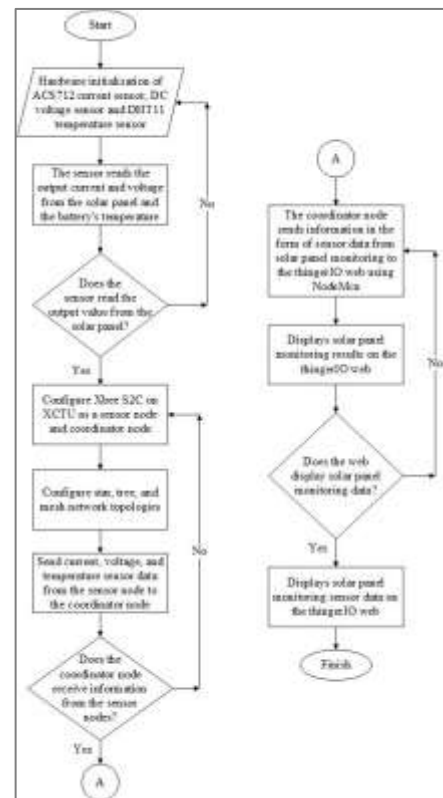 Start
Hardware initialization of
ACS712 current sensor, DC
voltage sensor and DHT11
temperature sensor
The sensor sends the
output current and voltage
from the solar panel and
the battery's temperature
No
Does the
sensor read the
output value from the
solar panel?
Yes
Configure Xbee S2C on
XCTU as a sensor node
and coordinator node
Configure star, tree, and
mesh network topologies
No
Send current, voltage, and
temperature sensor data
from the sensor node to
the coordinator node
Does the
coordinator node
receive information
from the sensor
nodes?
Yes
A
A
The coordinator node
sends information in the
form of sensor data from
solar panel monitoring to
the thingerIO web using
NodeMcu
Displays solar panel
monitoring results on the
thingerIO web
No
Does the web
display solar panel
monitoring data?
Yes
Displays solar panel
monitoring sensor data on
the thingerIO web
Finish